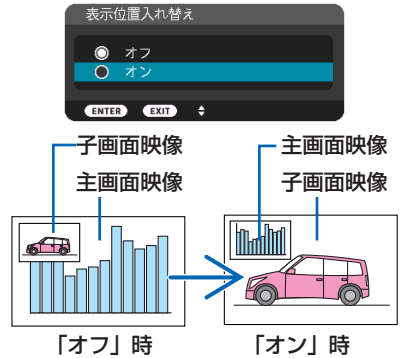 表示位置入れ替え
オフ
オン
ENTER EXIT
子画面映像 主画面映像
主画面映像 子画面映像
「オフ」時 「オン」時